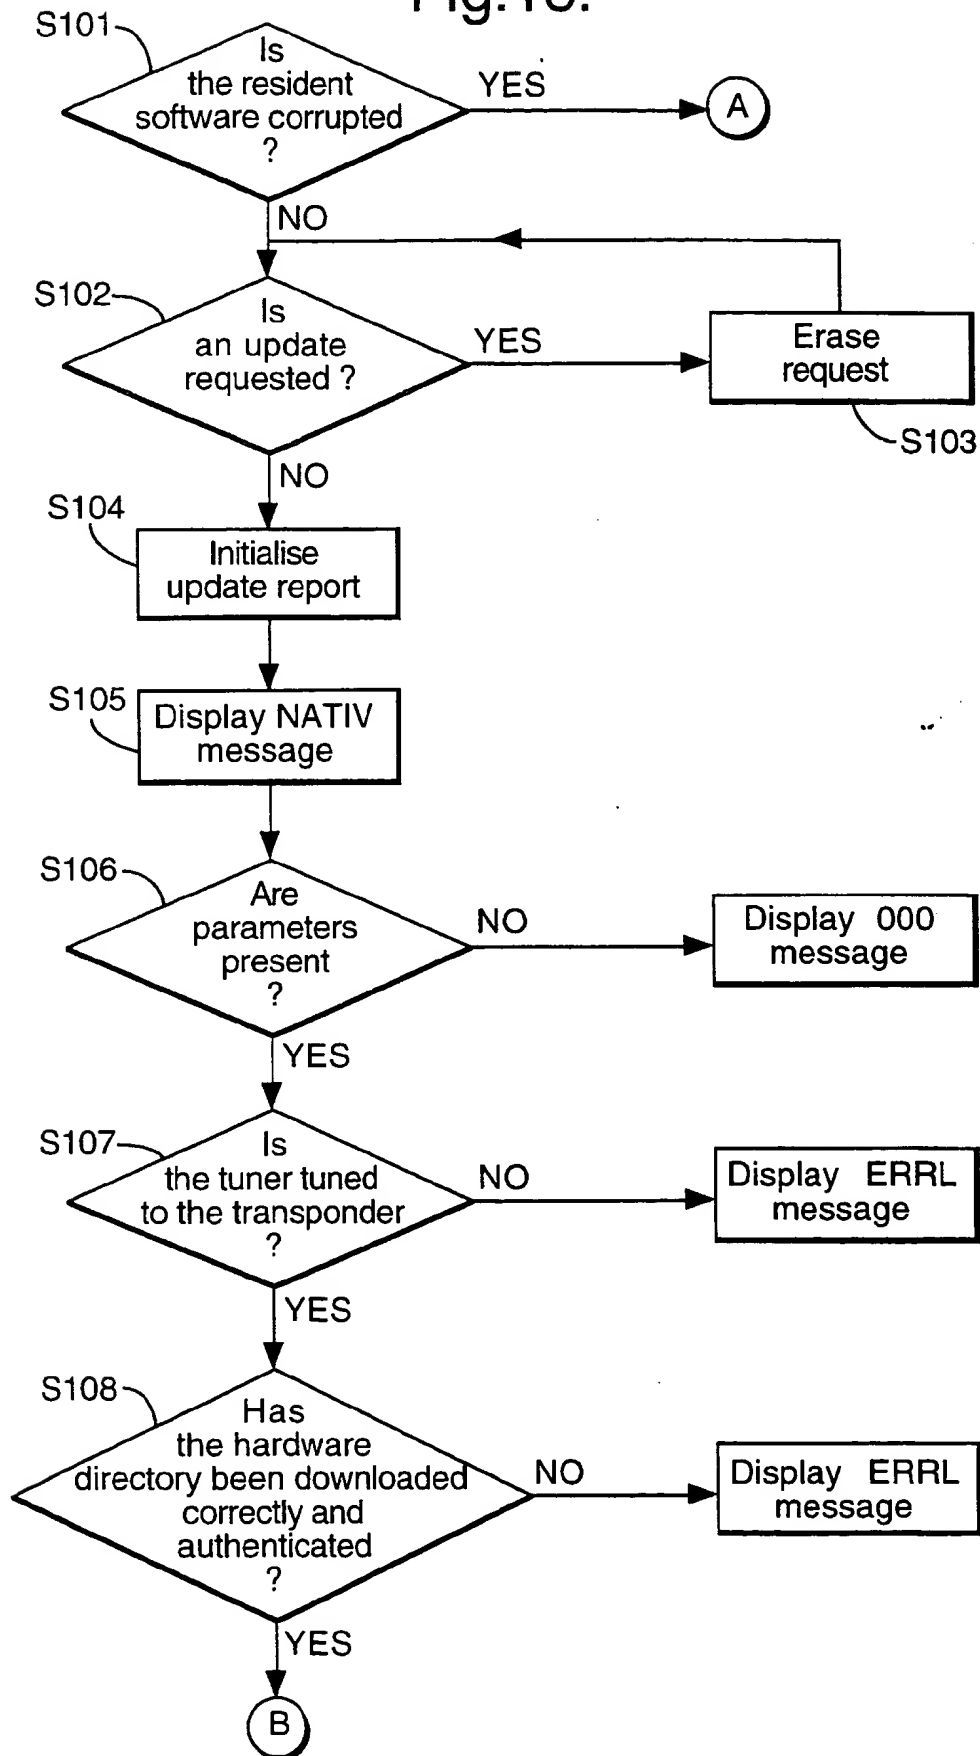 S101
Is
the resident
software corrupted
?
YES
A
NO
S102
Is
an update
requested ?
YES
Erase
request
S103
NO
S104
Initialise
update report
S105
Display NATIV
message
S106
Are
parameters
present
?
NO
Display 000
message
YES
S107
Is
the tuner tuned
to the transponder
?
NO
Display ERRL
message
YES
S108
Has
the hardware
directory been downloaded
correctly and
authenticated
?
NO
Display ERRL
message
YES
B